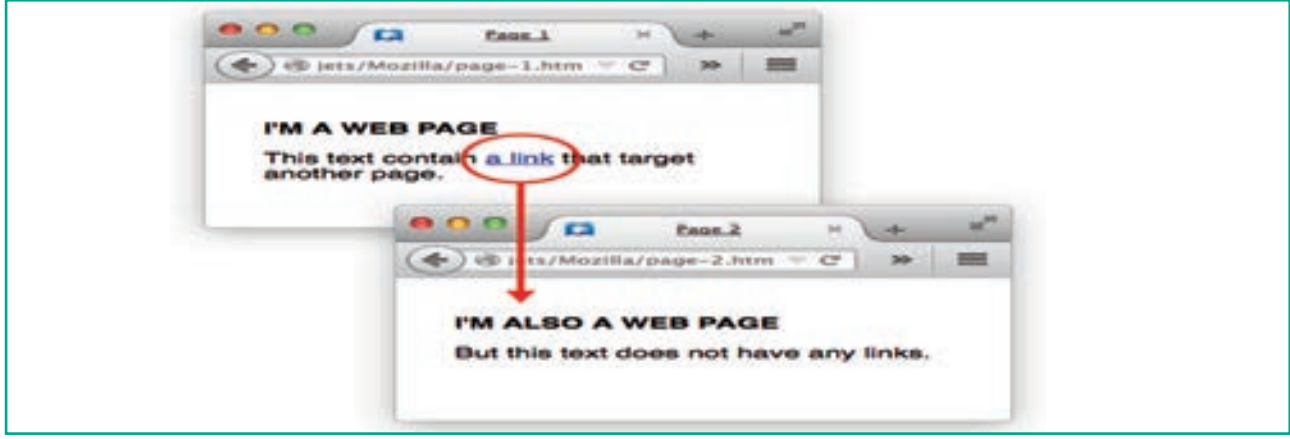 Page 1
jets/Mozilla/page-1.htm
I'M A WEB PAGE
This text contain a link that target
another page.
Page 2
jets/Mozilla/page-2.htm
I'M ALSO A WEB PAGE
But this text does not have any links.